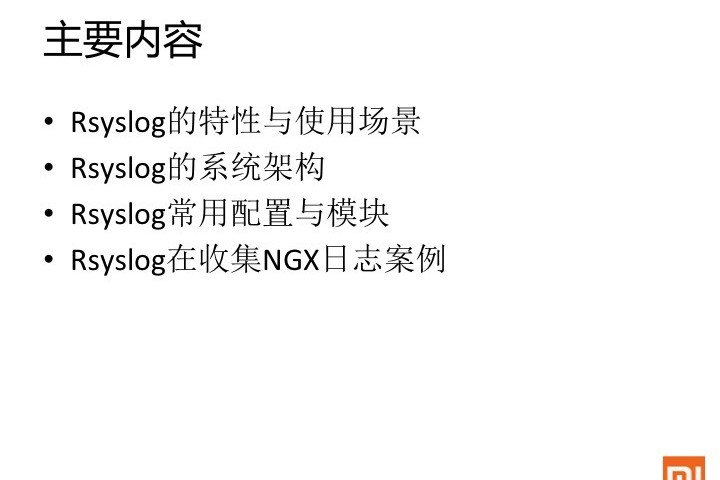 主要内容
• Rsyslog的特性与使用场景
• Rsyslog的系统架构
• Rsyslog常用配置与模块
• Rsyslog在收集NGX日志案例
MI